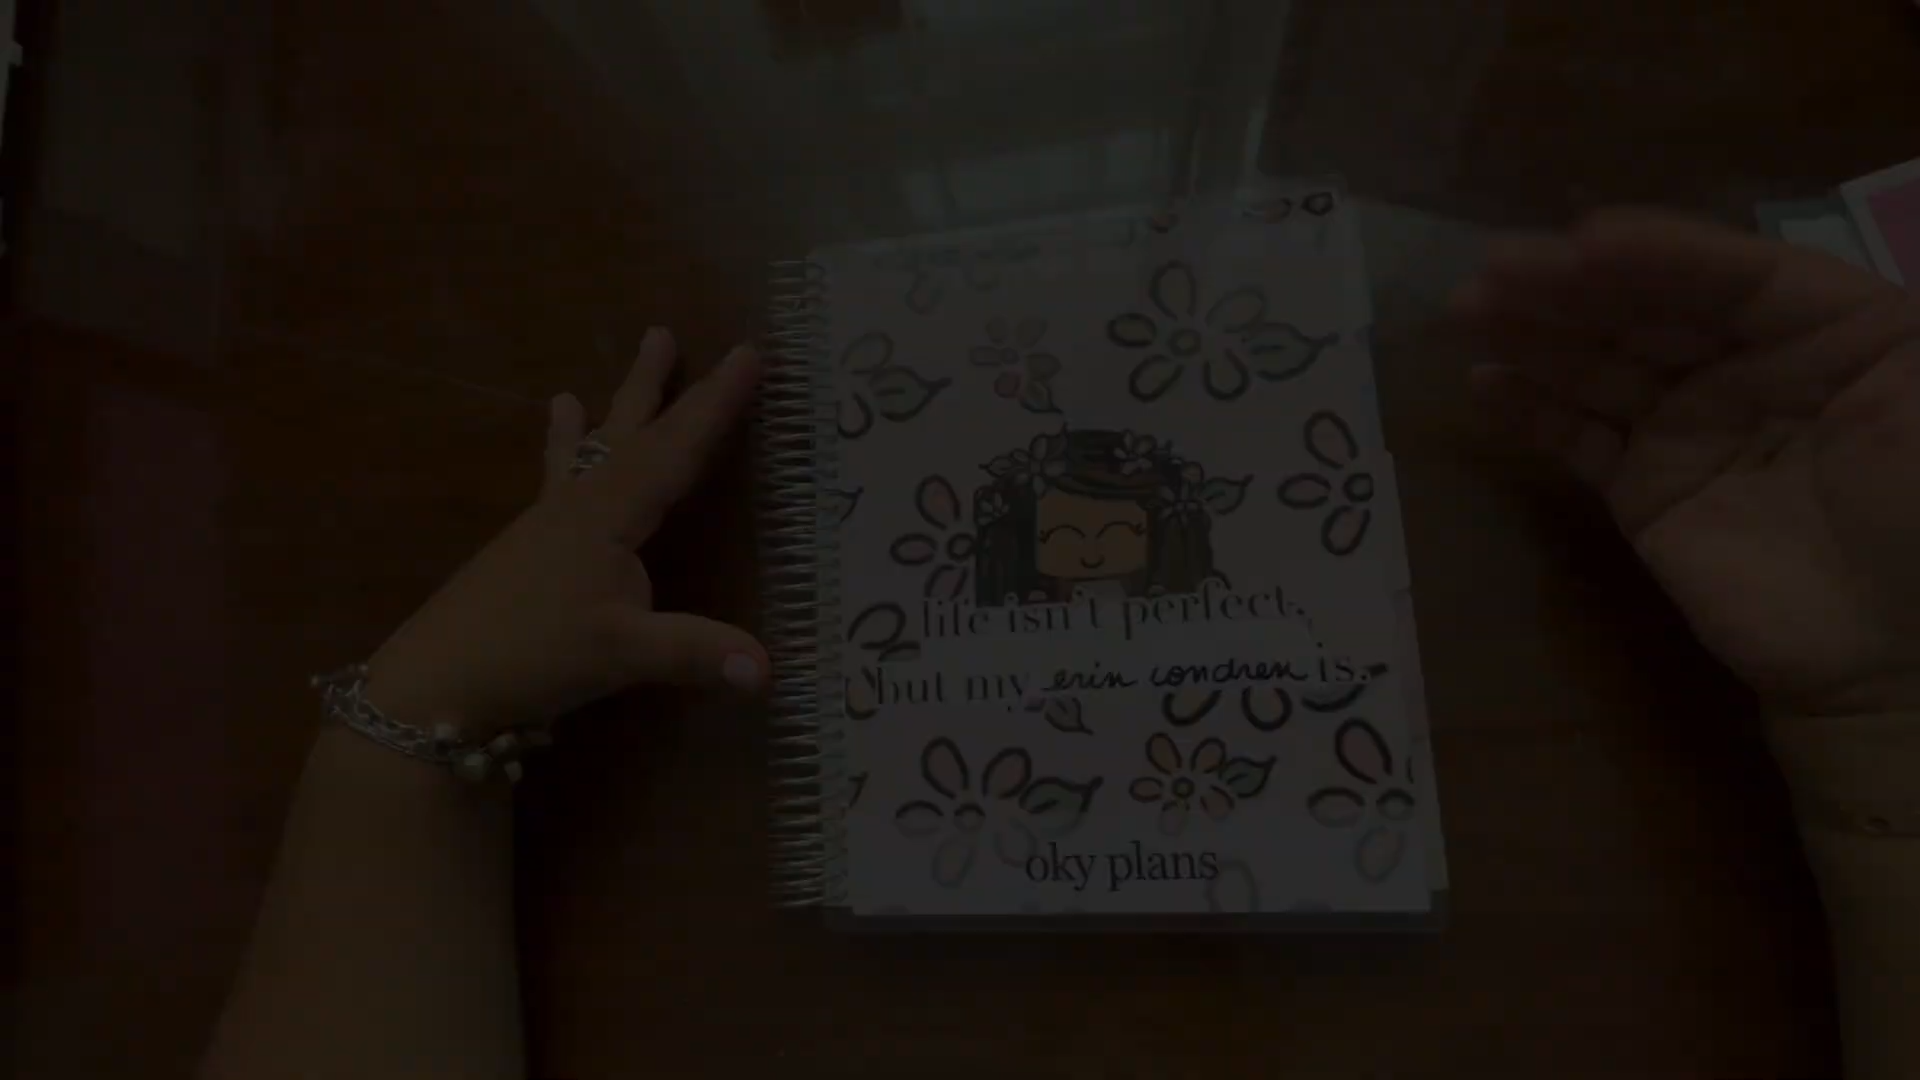 life isn't perfect,
but my erin condren is.
oky plans